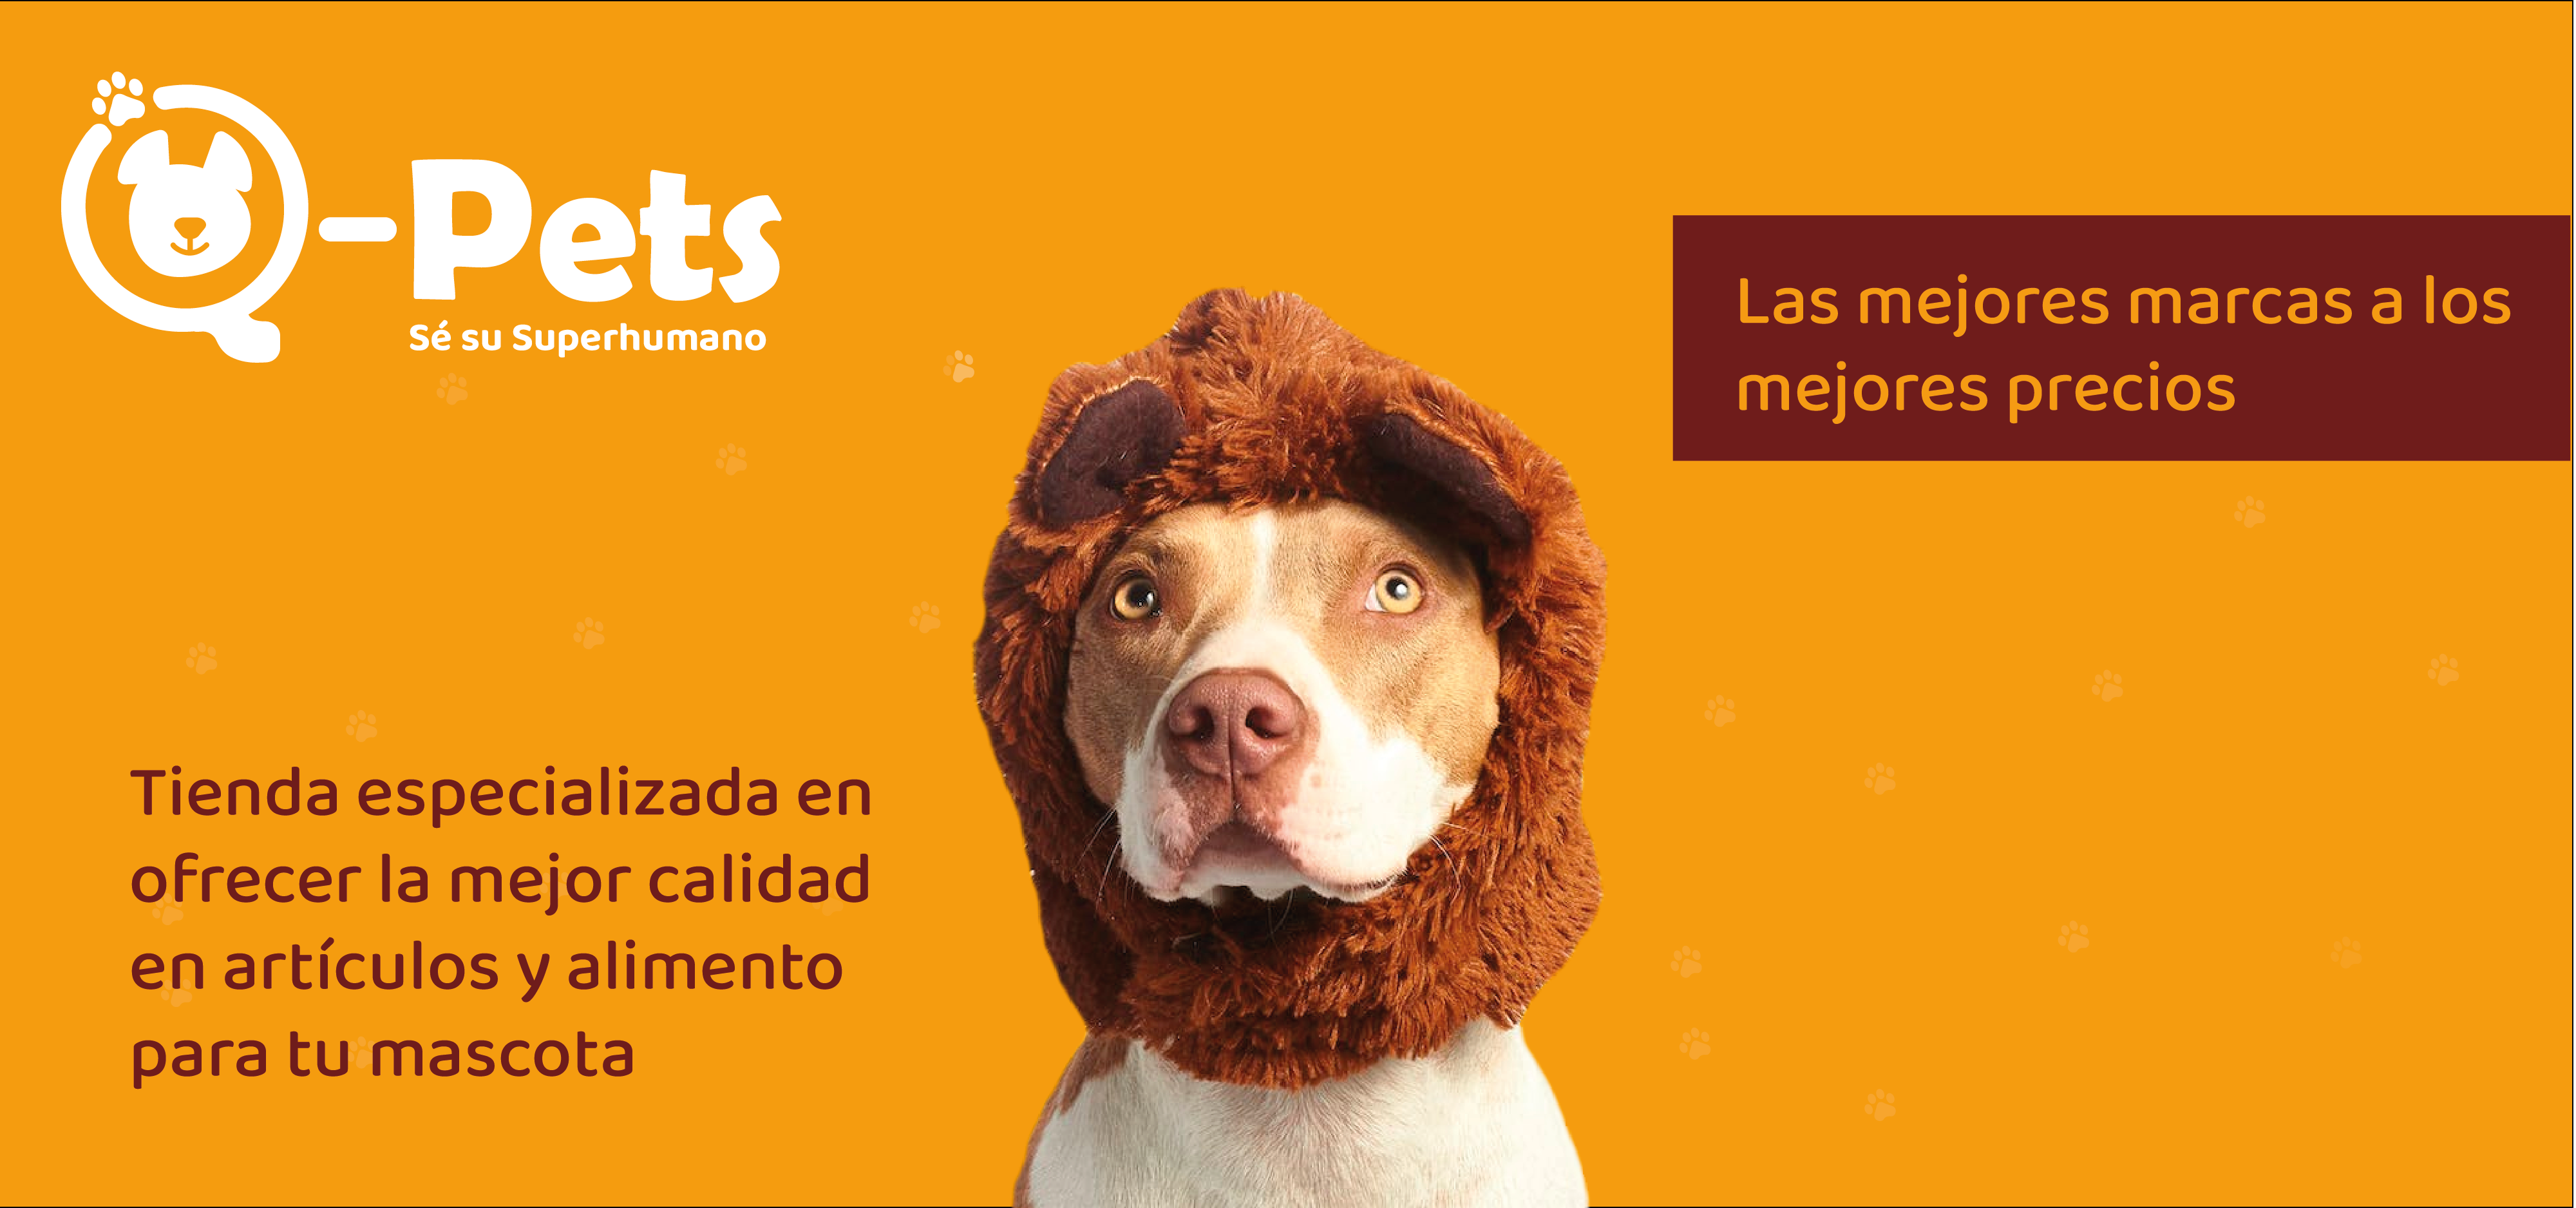 Q-Pets
Sé su Superhumano
Las mejores marcas a los
mejores precios
Tienda especializada en
ofrecer la mejor calidad
en artículos y alimento
para tu mascota